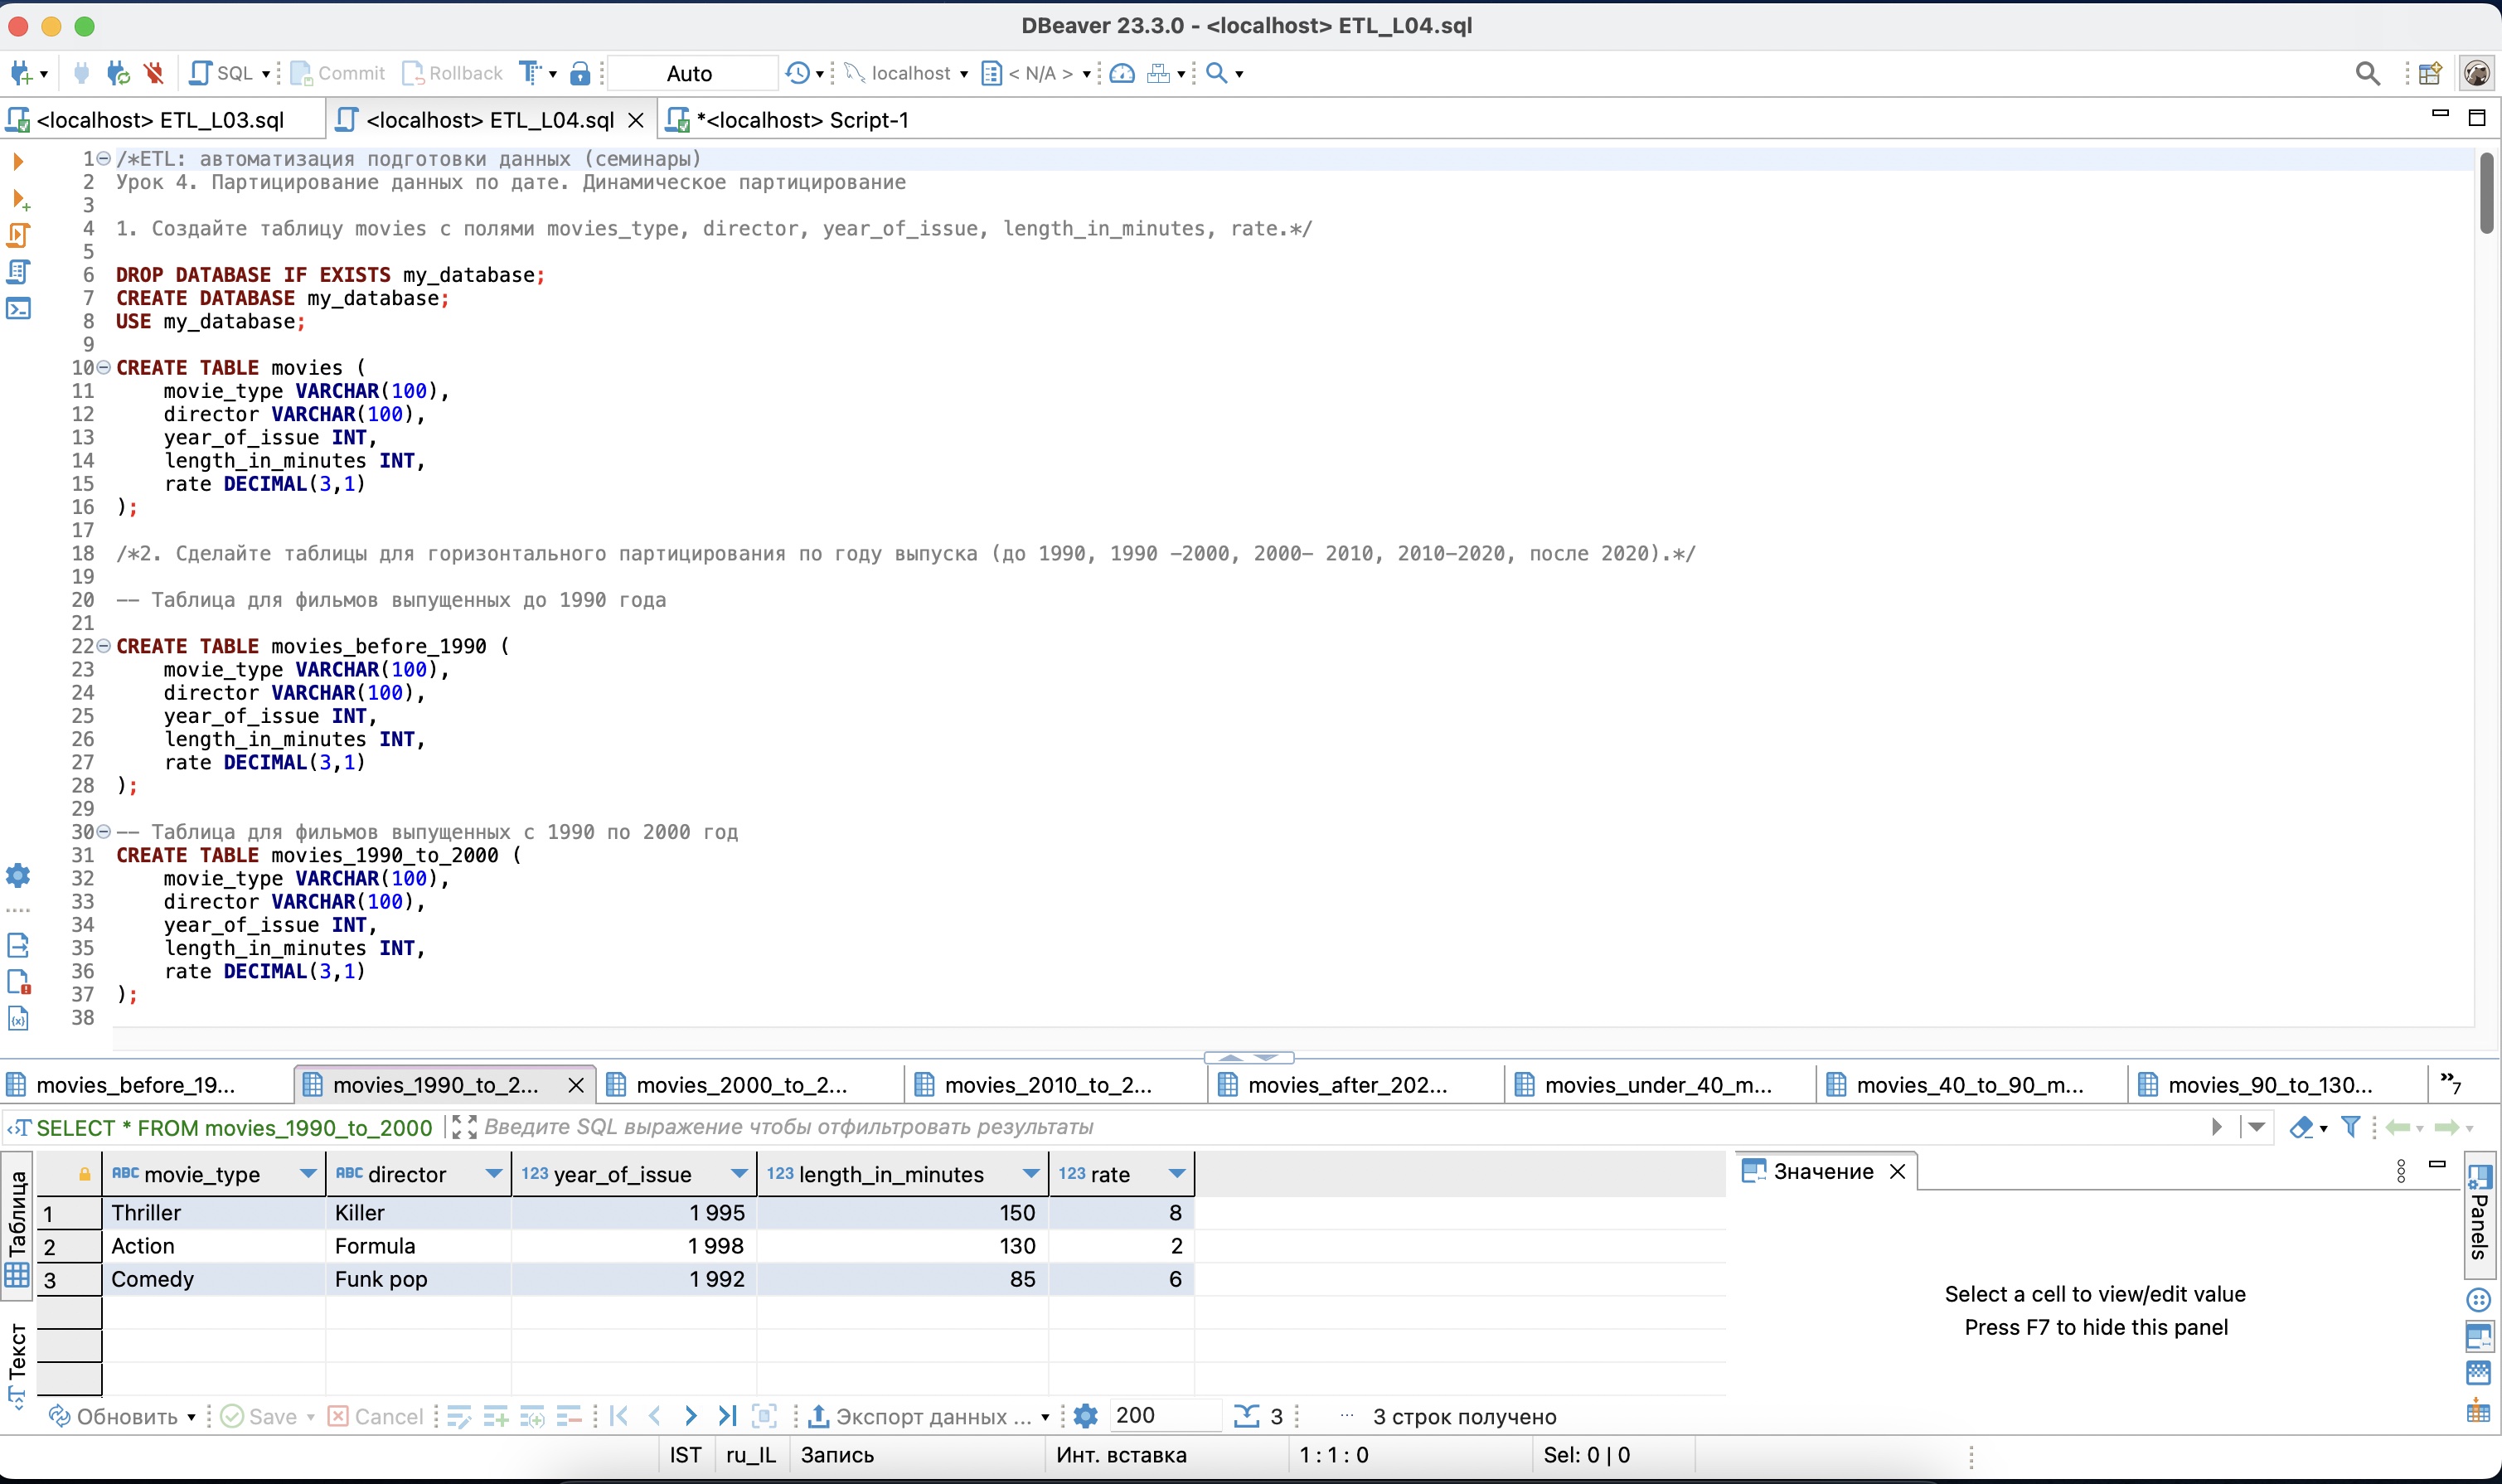 DBeaver 23.3.0 - <localhost> ETL_L04.sql
SQL Commit Rollback Auto localhost < N/A >
<localhost> ETL_L03.sql <localhost> ETL_L04.sql *<localhost> Script-1
1 /*ETL: автоматизация подготовки данных (семинары)
2 Урок 4. Партицирование данных по дате. Динамическое партицирование
3
4 1. Создайте таблицу movies с полями movies_type, director, year_of_issue, length_in_minutes, rate.*/
5
6 DROP DATABASE IF EXISTS my_database;
7 CREATE DATABASE my_database;
8 USE my_database;
9
10 CREATE TABLE movies (
11 movie_type VARCHAR(100),
12 director VARCHAR(100),
13 year_of_issue INT,
14 length_in_minutes INT,
15 rate DECIMAL(3,1)
16 );
17
18 /*2. Сделайте таблицы для горизонтального партицирования по году выпуска (до 1990, 1990 -2000, 2000- 2010, 2010-2020, после 2020).*/
19
20 -- Таблица для фильмов выпущенных до 1990 года
21
22 CREATE TABLE movies_before_1990 (
23 movie_type VARCHAR(100),
24 director VARCHAR(100),
25 year_of_issue INT,
26 length_in_minutes INT,
27 rate DECIMAL(3,1)
28 );
29
30 -- Таблица для фильмов выпущенных с 1990 по 2000 год
31 CREATE TABLE movies_1990_to_2000 (
32 movie_type VARCHAR(100),
33 director VARCHAR(100),
34 year_of_issue INT,
35 length_in_minutes INT,
36 rate DECIMAL(3,1)
37 );
38
movies_before_19... movies_1990_to_2... movies_2000_to_2... movies_2010_to_2... movies_after_202... movies_under_40_m... movies_40_to_90_m... movies_90_to_130... »7
SELECT * FROM movies_1990_to_2000 Введите SQL выражение чтобы отфильтровать результаты
Таблица
Текст
ABC movie_type ABC director 123 year_of_issue 123 length_in_minutes 123 rate
1 Thriller Killer 1 995 150 8
2 Action Formula 1 998 130 2
3 Comedy Funk pop 1 992 85 6
Значение
Select a cell to view/edit value
Press F7 to hide this panel
Panels
Обновить Save Cancel Экспорт данных ... 200 3 ... 3 строк получено
IST ru_IL Запись Инт. вставка 1 : 1 : 0 Sel: 0 | 0